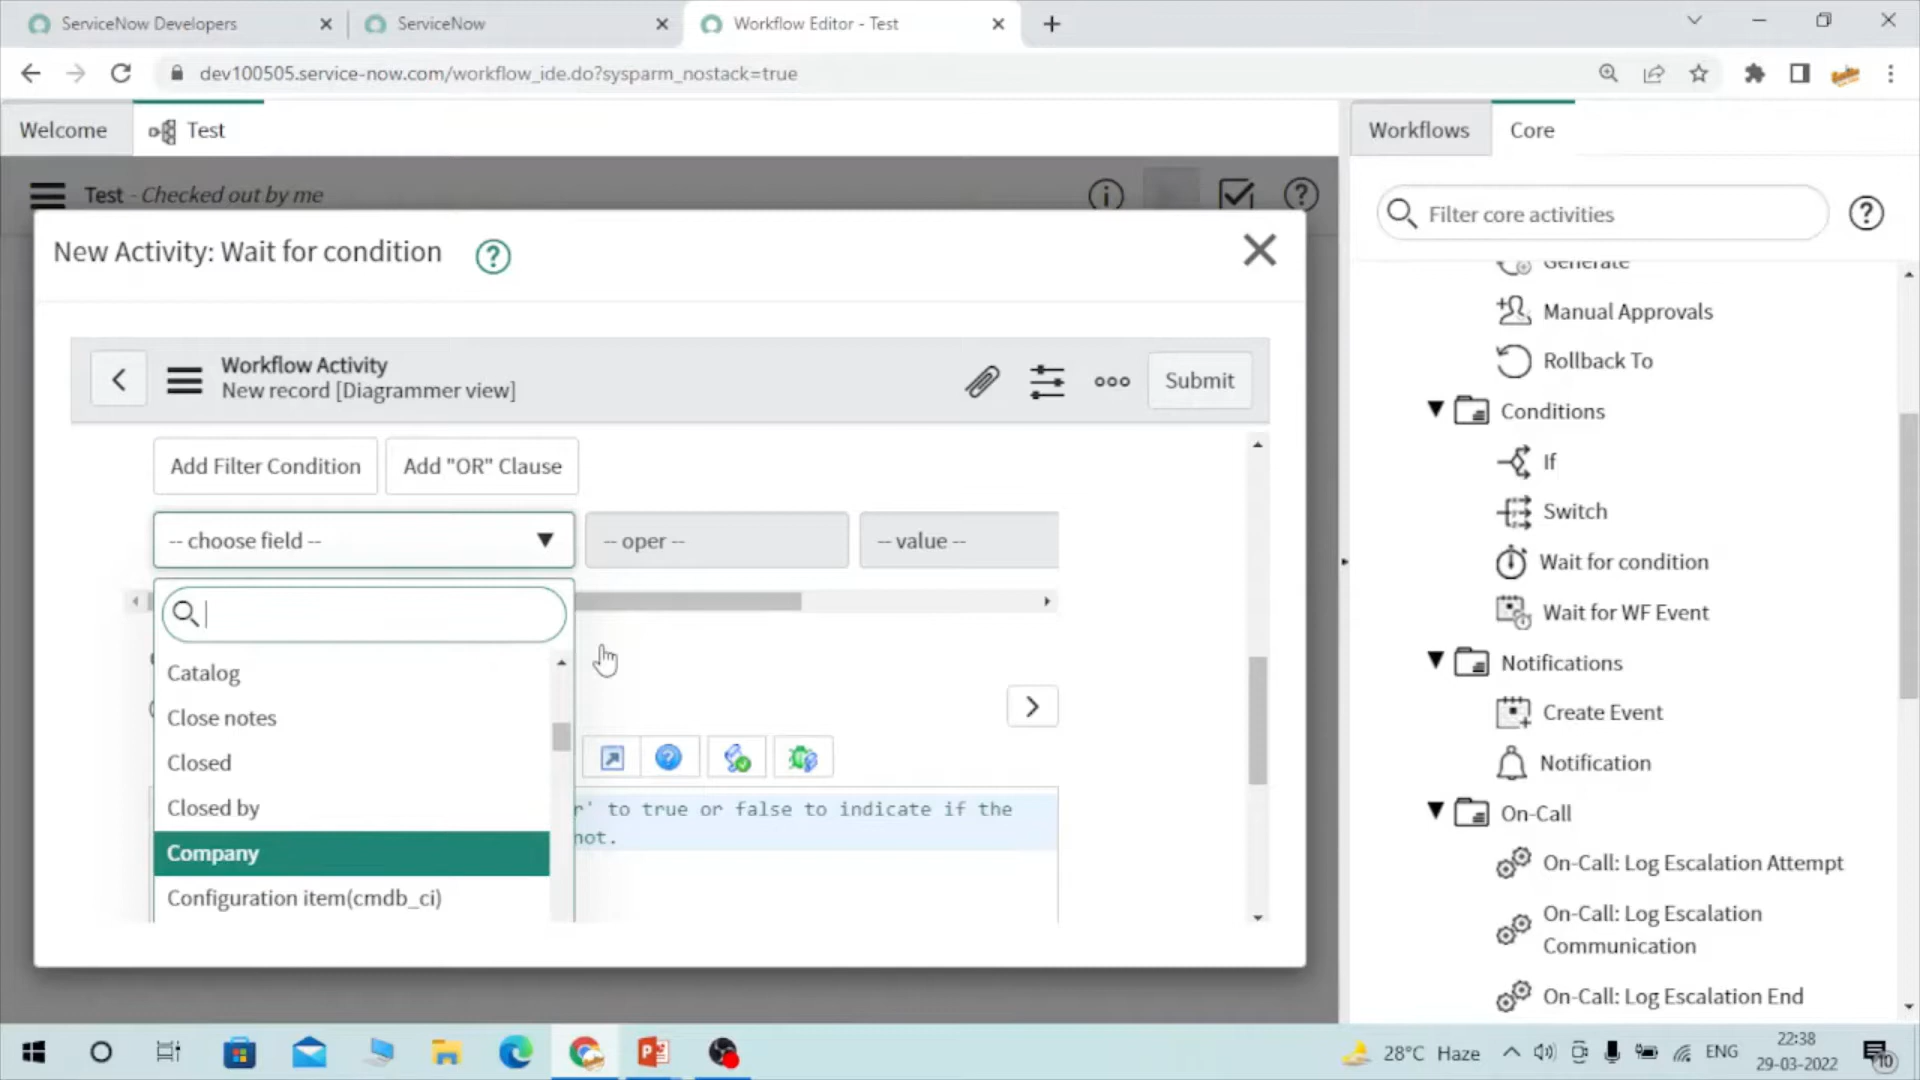 ServiceNow Developers
ServiceNow
Workflow Editor - Test
dev100505.service-now.com/workflow_ide.do?sysparm_nostack=true
Welcome
Test
Workflows
Core
Test - Checked out by me
Filter core activities
New Activity: Wait for condition
Generate
Manual Approvals
Rollback To
Workflow Activity
New record [Diagrammer view]
Submit
Conditions
Add Filter Condition
Add "OR" Clause
If
Switch
-- choose field --
-- oper --
-- value --
Wait for condition
Wait for WF Event
Catalog
Notifications
Close notes
Create Event
Closed
Notification
Closed by
r' to true or false to indicate if the
not.
On-Call
Company
On-Call: Log Escalation Attempt
Configuration item(cmdb_ci)
On-Call: Log Escalation
Communication
On-Call: Log Escalation End
28°C Haze
ENG
22:38
29-03-2022
10